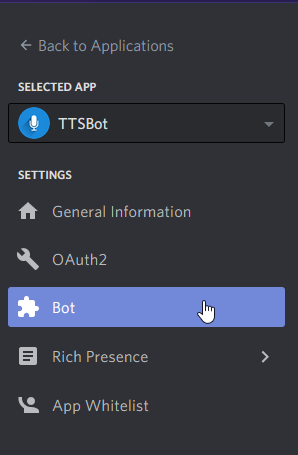 Back to Applications
SELECTED APP
TTSBot
SETTINGS
General Information
OAuth2
Bot
Rich Presence
App Whitelist